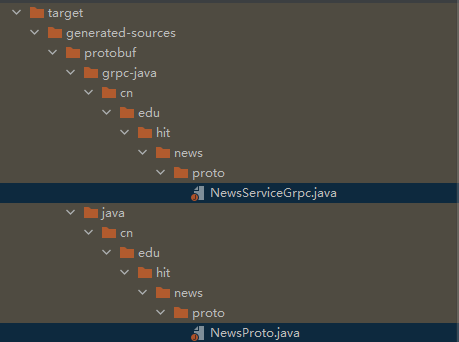 target
generated-sources
protobuf
grpc-java
cn
edu
hit
news
proto
NewsServiceGrpc.java
java
cn
edu
hit
news
proto
NewsProto.java